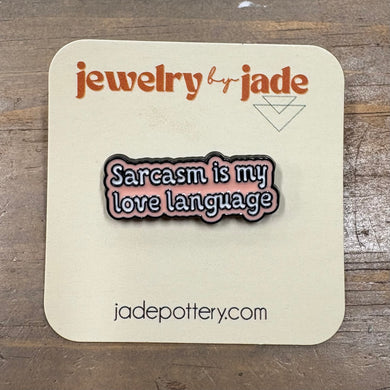 jewelry by jade
Sarcasm is my
love language
jadepottery.com